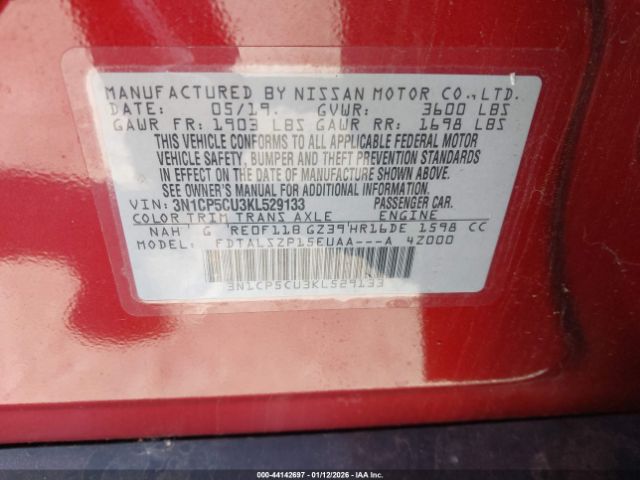 MANUFACTURED BY NISSAN MOTOR CO.,LTD.
DATE: 05/19. GVWR: 3600 LBS
GAWR FR: 1903 LBS GAWR RR: 1698 LBS
THIS VEHICLE CONFORMS TO ALL APPLICABLE FEDERAL MOTOR
VEHICLE SAFETY, BUMPER AND THEFT PREVENTION STANDARDS
IN EFFECT ON THE DATE OF MANUFACTURE SHOWN ABOVE.
SEE OWNER'S MANUAL FOR ADDITIONAL INFORMATION.
VIN: 3N1CP5CU3KL529133 PASSENGER CAR.
COLOR TRIM TRANS AXLE ENGINE
NAH G RE0F11B GZ39 HR16DE 1598 CC
MODEL: FDTALSZP15EUAA---A 4Z000
3N1CP5CU3KL529133
000-44142697 - 01/12/2026 - IAAI.COM